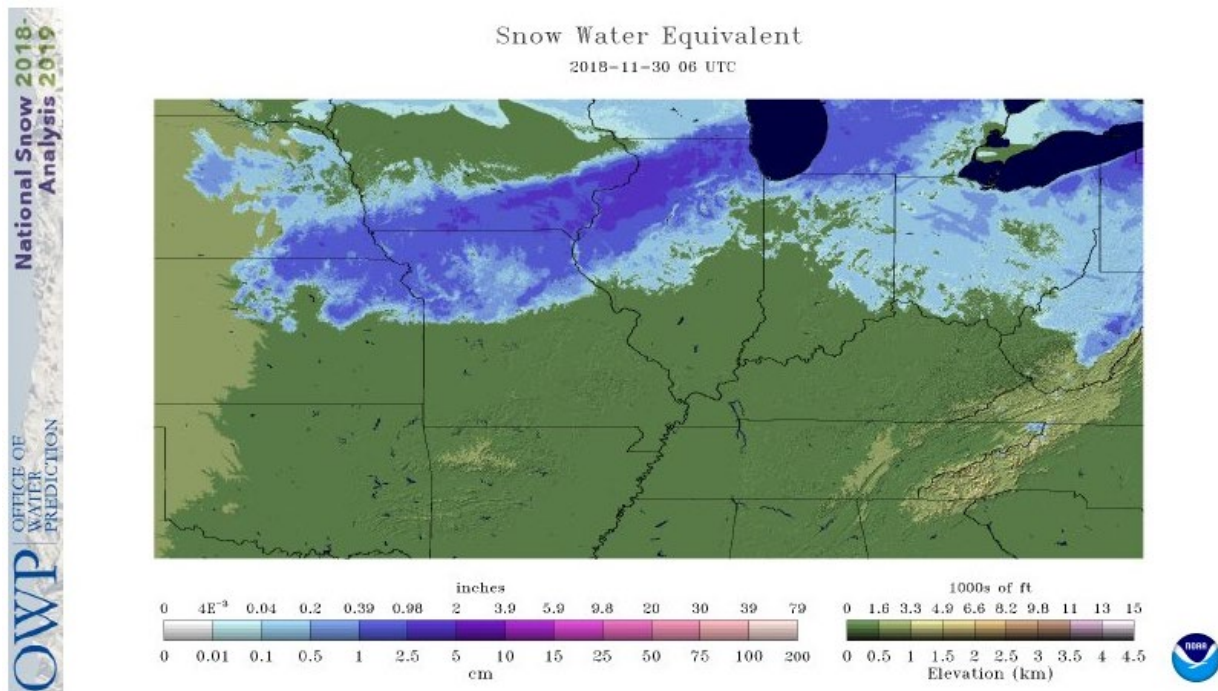 National Snow 2018-
Analysis 2019
OWP
OFFICE OF
WATER
PREDICTION
Snow Water Equivalent
2018-11-30 06 UTC
inches
0 4E-3 0.04 0.2 0.39 0.98 2 3.9 5.9 9.8 20 30 39 79
0 0.01 0.1 0.5 1 2.5 5 10 15 25 50 75 100 200
cm
1000s of ft
0 1.6 3.3 4.9 6.6 8.2 9.8 11 13 15
0 0.5 1 1.5 2 2.5 3 3.5 4 4.5
Elevation (km)
NOAA